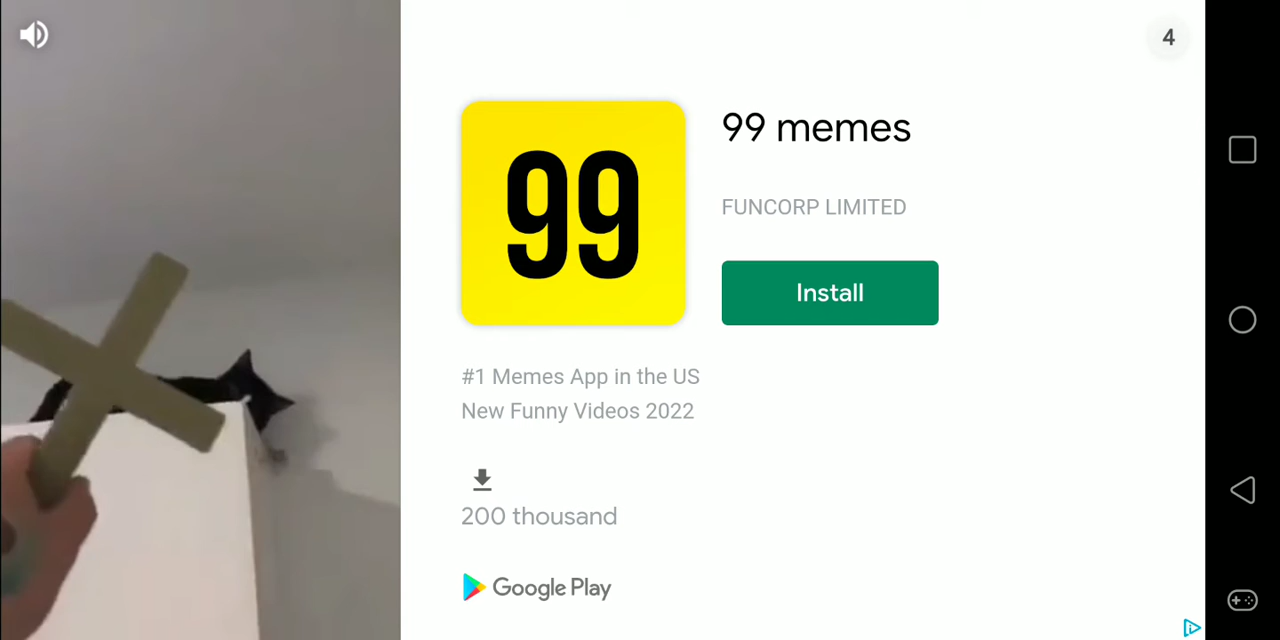 4
99
99 memes
FUNCORP LIMITED
Install
#1 Memes App in the US
New Funny Videos 2022
200 thousand
Google Play